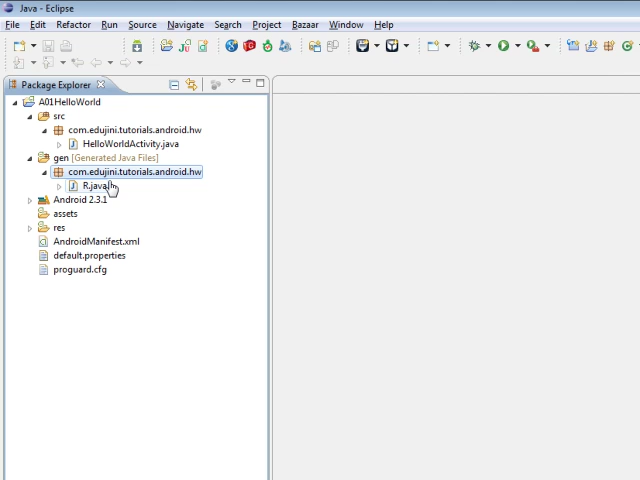 Java - Eclipse
File Edit Refactor Run Source Navigate Search Project Bazaar Window Help
Package Explorer
A01HelloWorld
src
com.edujini.tutorials.android.hw
HelloWorldActivity.java
gen [Generated Java Files]
com.edujini.tutorials.android.hw
R.java
Android 2.3.1
assets
res
AndroidManifest.xml
default.properties
proguard.cfg